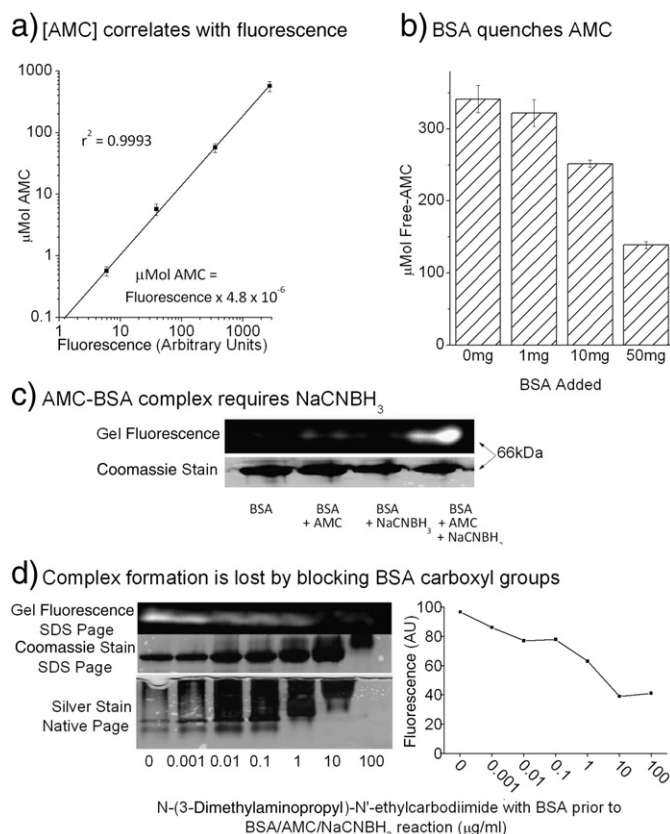 a) [AMC] correlates with fluorescence
1000
100
10
1
0.1
μMol AMC
r² = 0.9993
μMol AMC =
Fluorescence x 4.8 x 10⁻⁶
10
100
1000
Fluorescence (Arbitrary Units)
b) BSA quenches AMC
300
200
100
0
μMol Free-AMC
0mg 1mg 10mg 50mg
BSA Added
c) AMC-BSA complex requires NaCNBH₃
Gel Fluorescence
Coomassie Stain
66kDa
BSA
BSA
+ AMC
BSA
+ NaCNBH₃
BSA
+ AMC
+ NaCNBH
d) Complex formation is lost by blocking BSA carboxyl groups
Gel Fluorescence
SDS Page
Coomassie Stain
SDS Page
Silver Stain
Native Page
0 0.001 0.01 0.1 1 10 100
100
80
60
40
20
0
Fluorescence (AU)
0 0.001 0.01 0.1 1 10 100
N-(3-Dimethylaminopropyl)-N'-ethylcarbodiimide with BSA prior to
BSA/AMC/NaCNBH reaction (μg/ml)